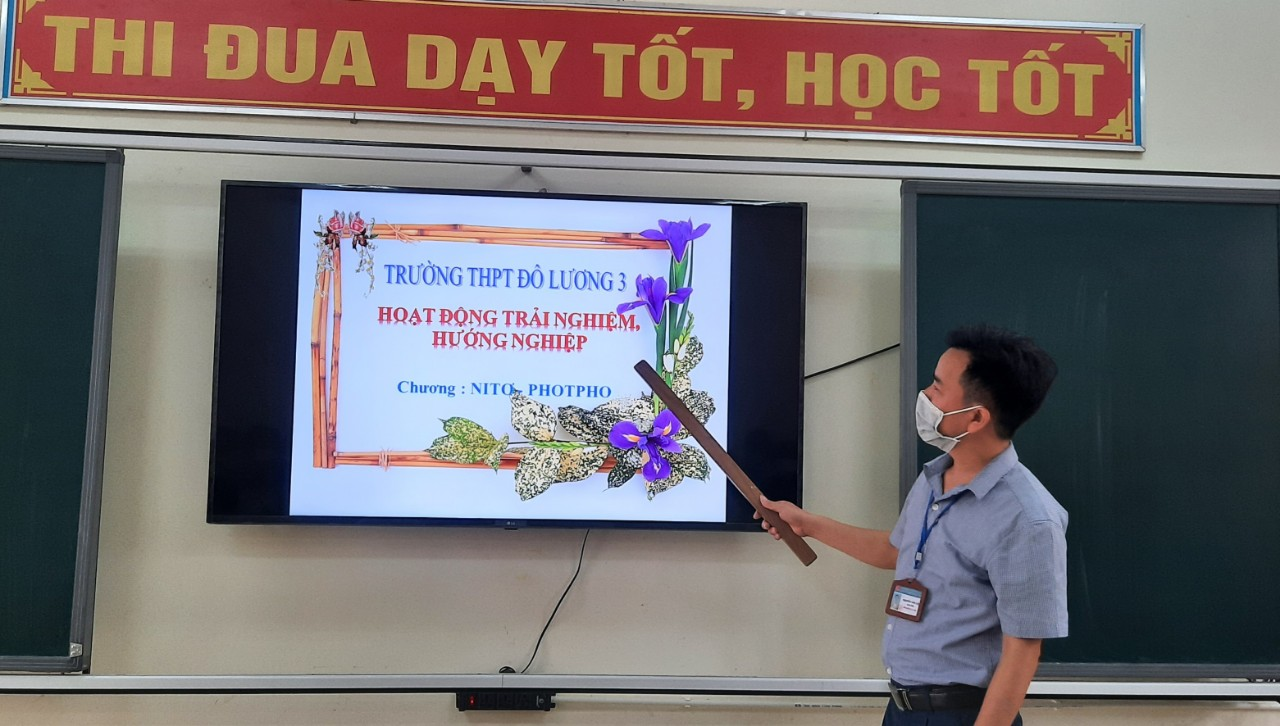 THI ĐUA DẠY TỐT, HỌC TỐT
TRƯỜNG THPT ĐÔ LƯƠNG 3
HOẠT ĐỘNG TRẢI NGHIỆM,
HƯỚNG NGHIỆP
Chương : NITƠ - PHOTPHO
LG